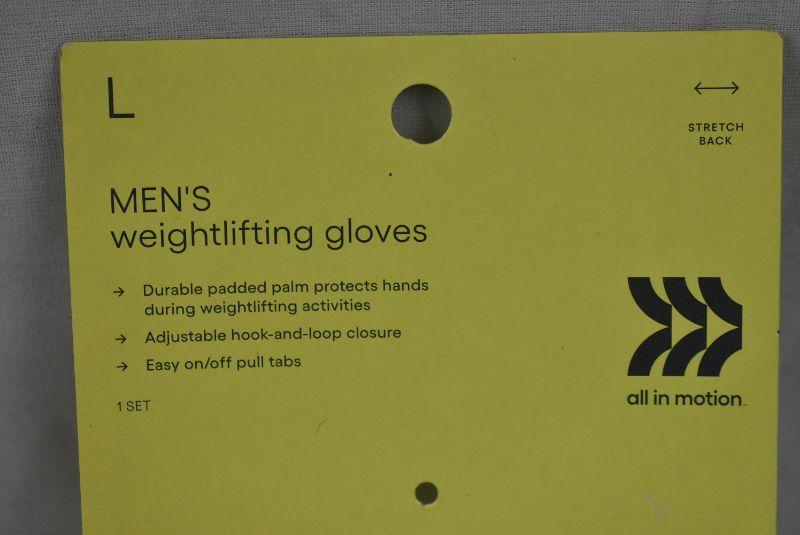 L
STRETCH
BACK
MEN'S
weightlifting gloves
→ Durable padded palm protects hands
during weightlifting activities
→ Adjustable hook-and-loop closure
→ Easy on/off pull tabs
1 SET
all in motion